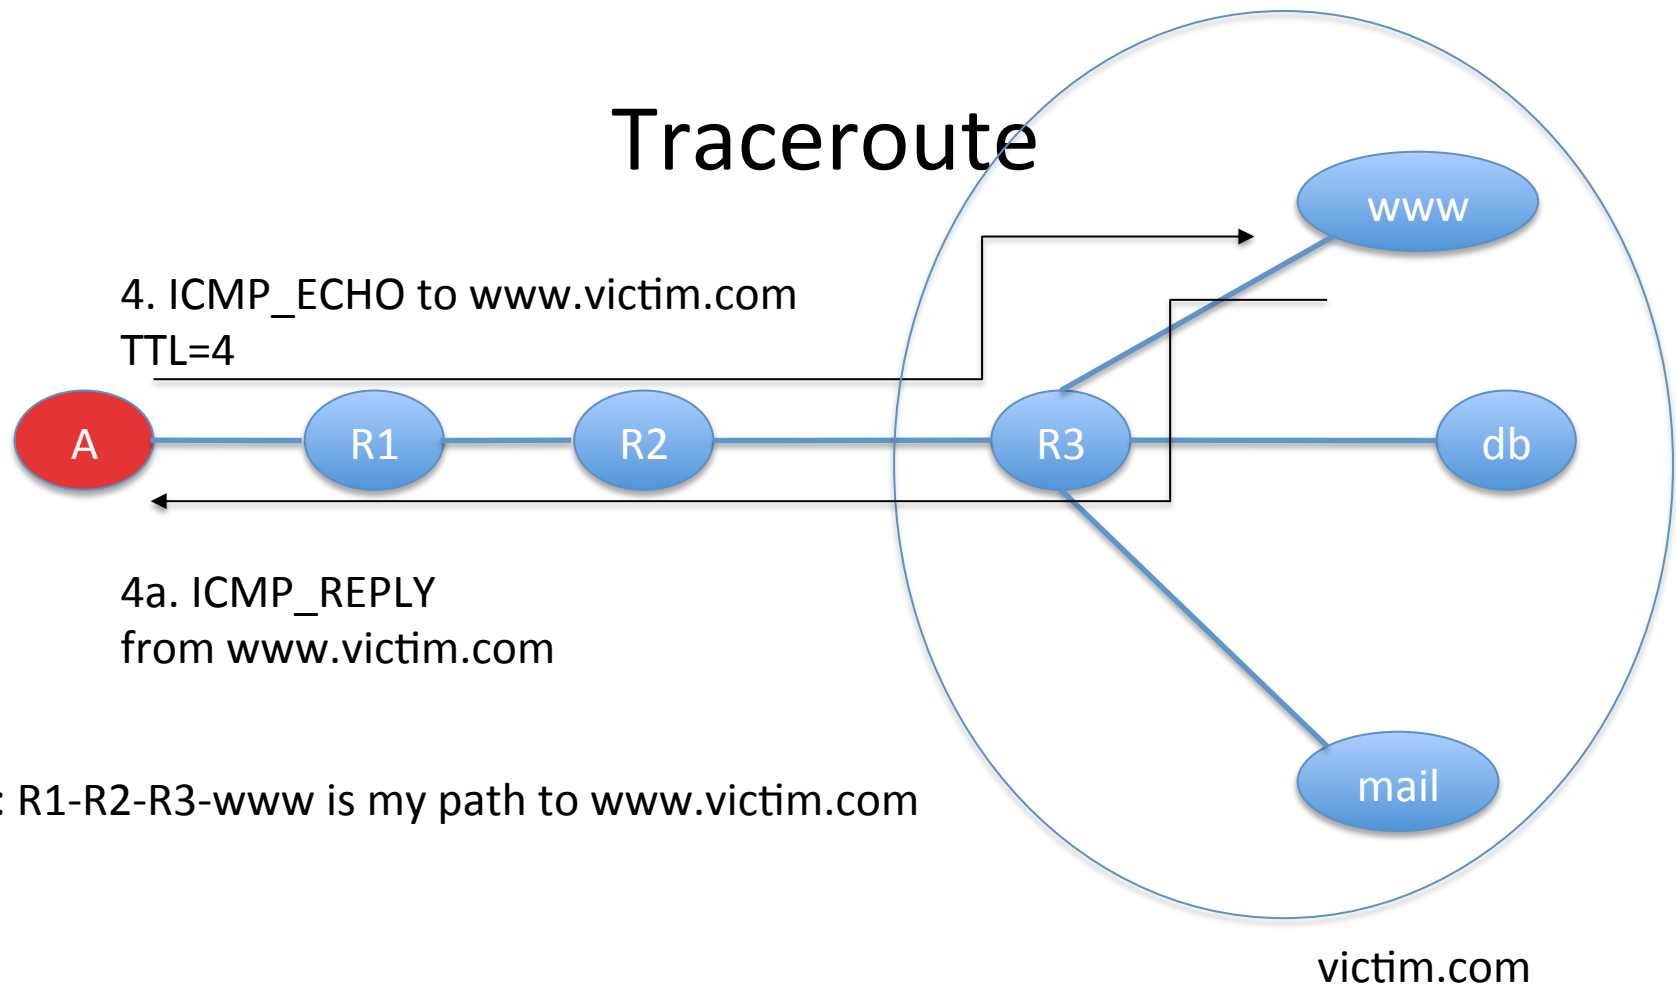 Traceroute
www
4. ICMP_ECHO to www.victim.com
TTL=4
A
R1
R2
R3
db
4a. ICMP_REPLY
from www.victim.com
mail
: R1-R2-R3-www is my path to www.victim.com
victim.com